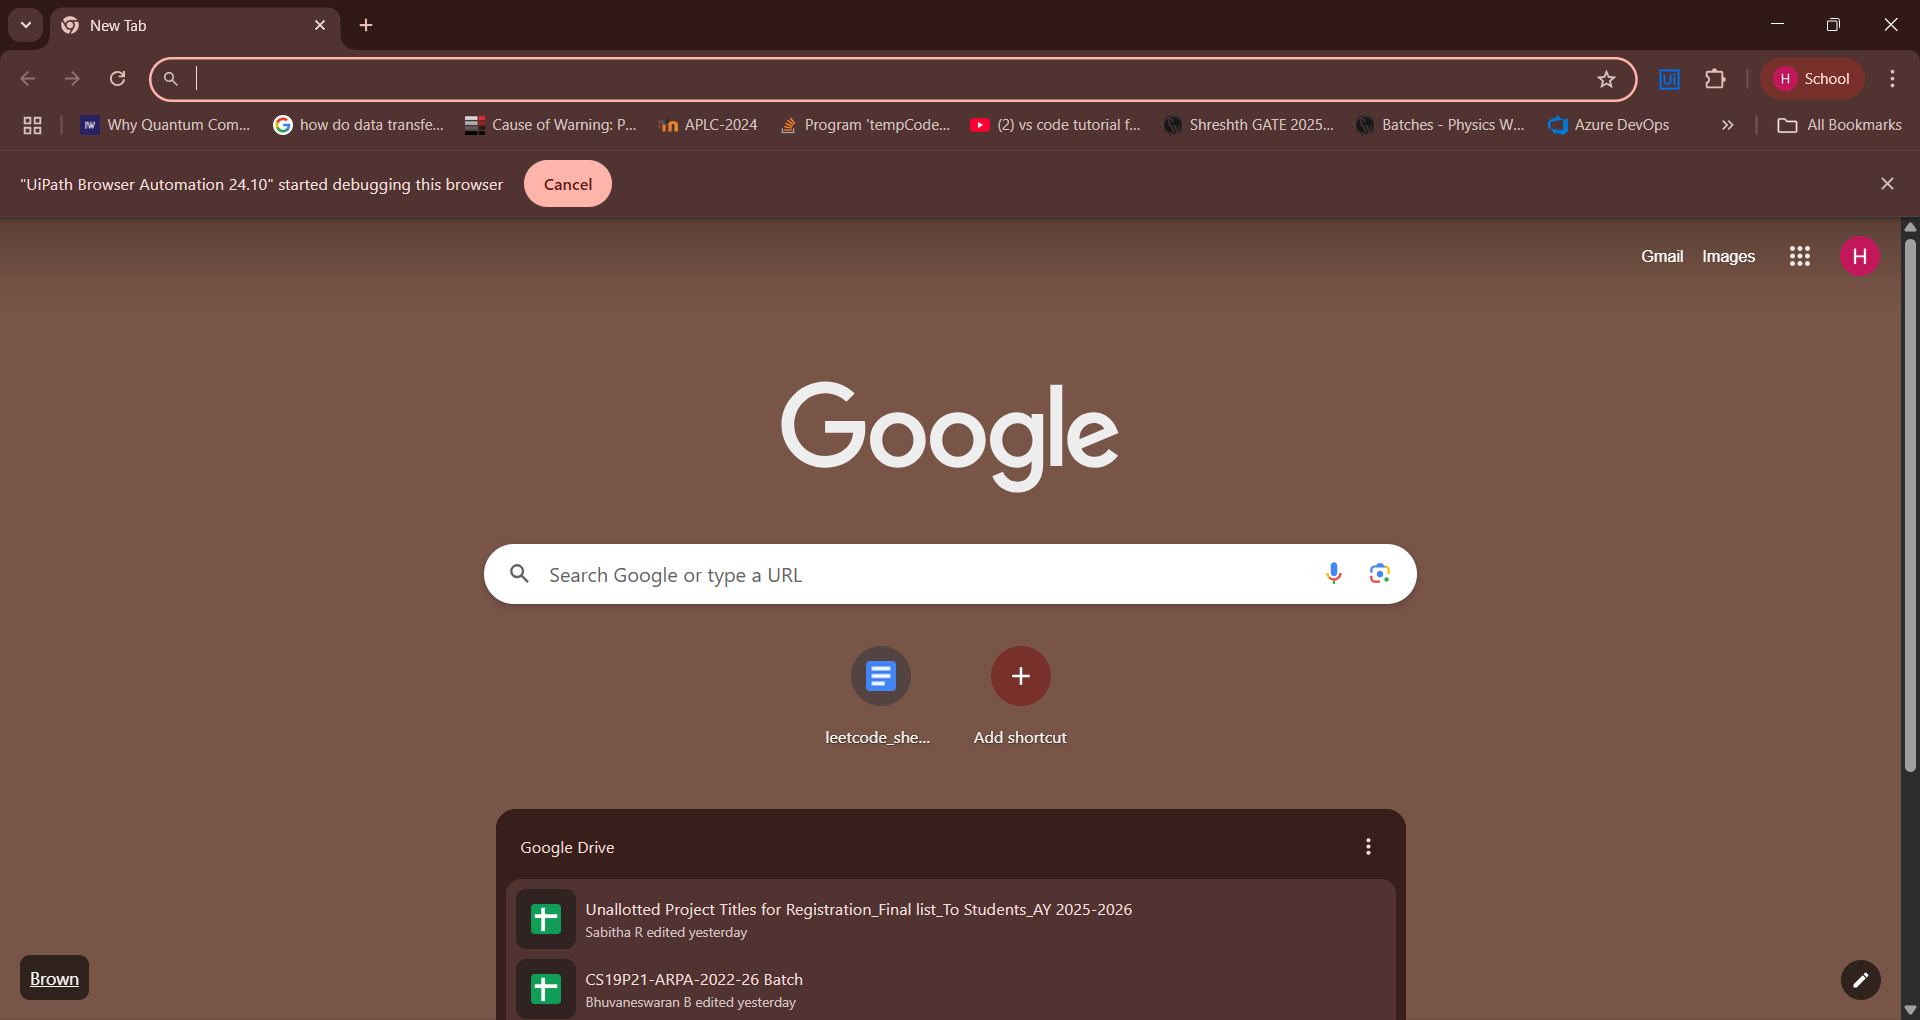 New Tab
School
Why Quantum Com...
how do data transfe...
Cause of Warning: P...
APLC-2024
Program 'tempCode...
(2) vs code tutorial f...
Shreshth GATE 2025...
Batches - Physics W...
Azure DevOps
All Bookmarks
"UiPath Browser Automation 24.10" started debugging this browser
Cancel
Gmail
Images
H
Google
Search Google or type a URL
leetcode_she...
Add shortcut
Google Drive
Unallotted Project Titles for Registration_Final list_To Students_AY 2025-2026
Sabitha R edited yesterday
CS19P21-ARPA-2022-26 Batch
Bhuvaneswaran B edited yesterday
Brown